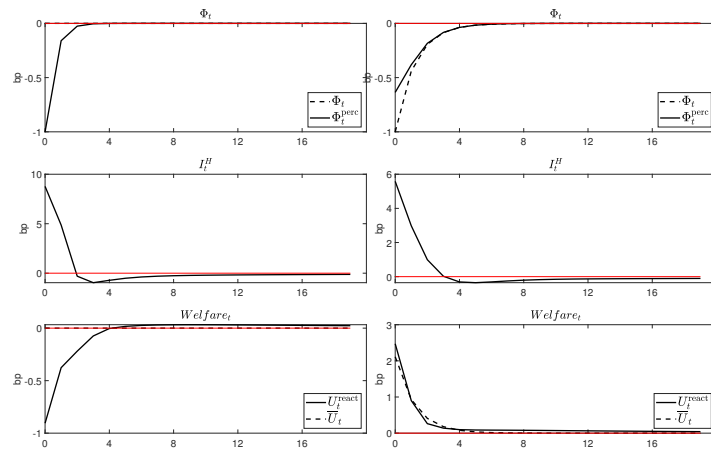 Φₜ
Φₜ
0
-0.5
-1
bp
0 4 8 12 16
Φₜ
Φₜᵖᵉʳᶜ
0
-0.5
-1
bp
0 4 8 12 16
Φₜ
Φₜᵖᵉʳᶜ
Iₜᴴ
Iₜᴴ
10
5
0
bp
0 4 8 12 16
6
4
2
0
bp
0 4 8 12 16
Welfareₜ
Welfareₜ
0
-0.5
-1
bp
0 4 8 12 16
Uₜʳᵉᵃᶜᵗ
U̅ₜ
3
2
1
0
bp
0 4 8 12 16
Uₜʳᵉᵃᶜᵗ
U̅ₜ